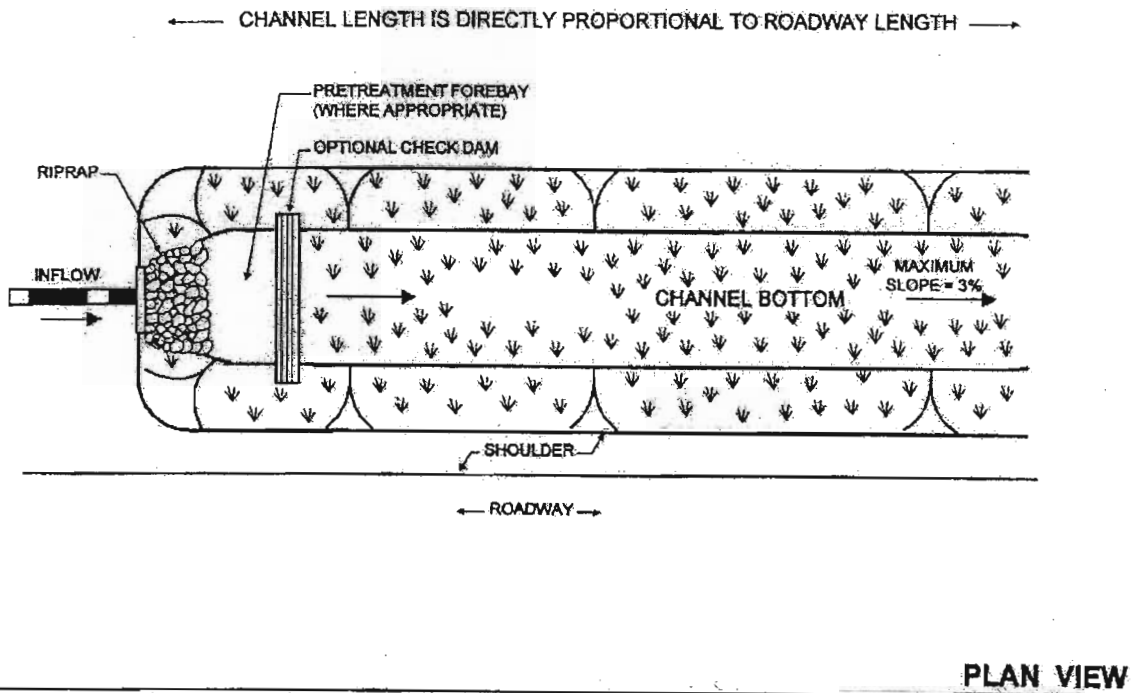 CHANNEL LENGTH IS DIRECTLY PROPORTIONAL TO ROADWAY LENGTH
PRETREATMENT FOREBAY
(WHERE APPROPRIATE)
OPTIONAL CHECK DAM
RIPRAP
INFLOW
MAXIMUM
SLOPE = 3%
CHANNEL BOTTOM
SHOULDER
ROADWAY
PLAN VIEW